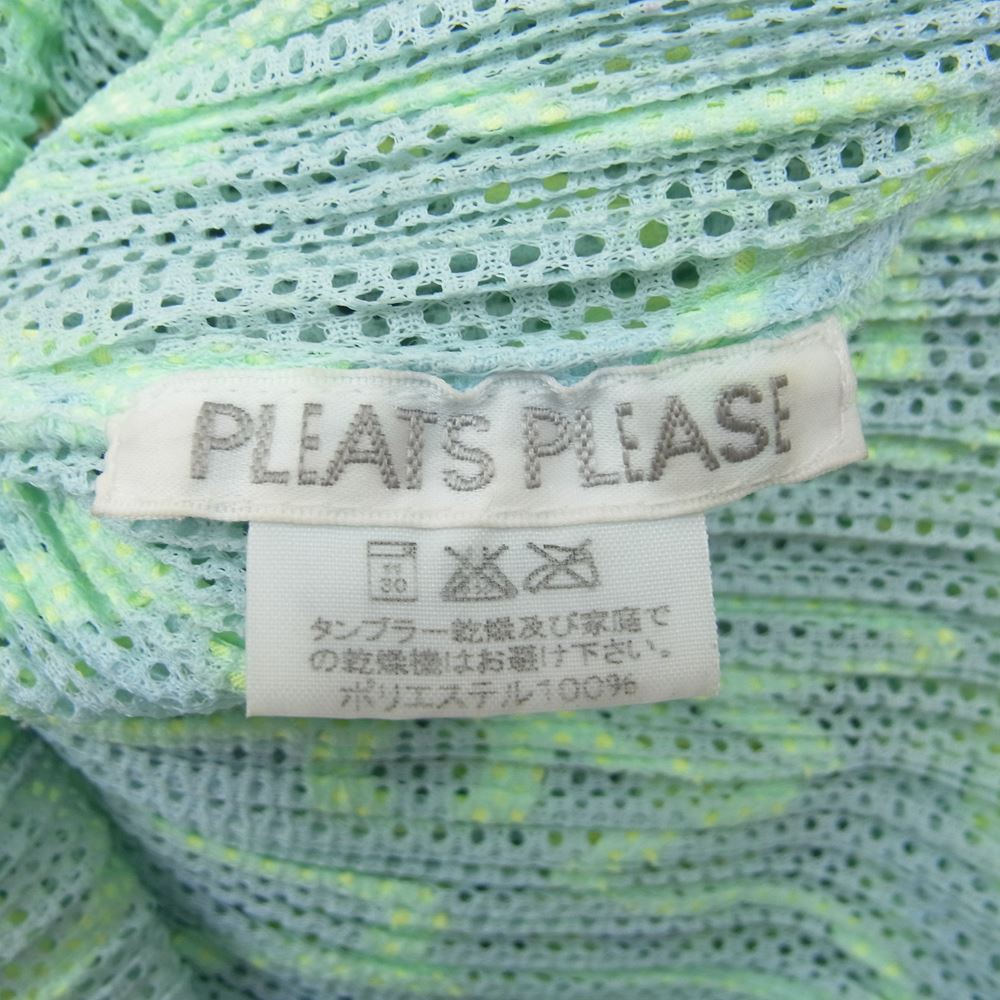 PLEATS PLEASE
30
タンブラー乾燥及び家庭で
の乾燥機はお避け下さい。
ポリエステル100%